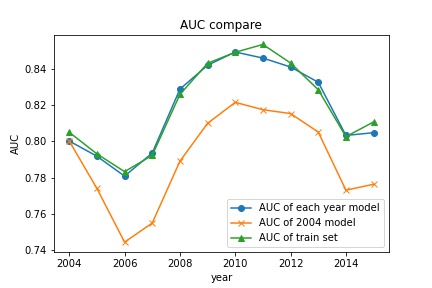 AUC compare
0.84
0.82
0.80
0.78
0.76
0.74
AUC
2004 2006 2008 2010 2012 2014
year
AUC of each year model
AUC of 2004 model
AUC of train set